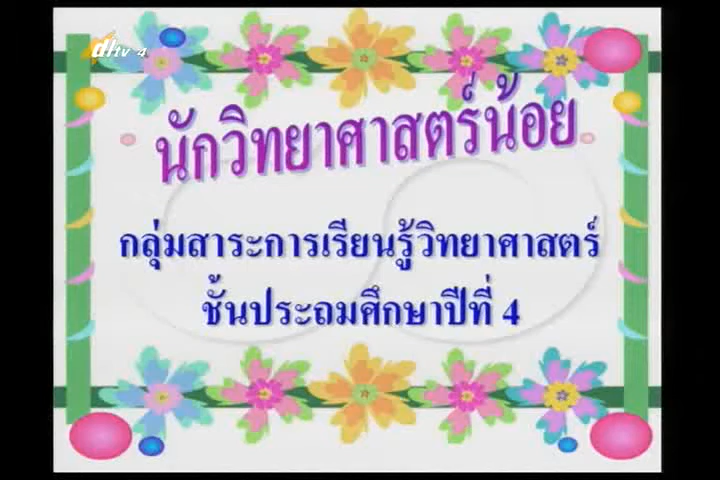 dltv 4
นักวิทยาศาสตร์น้อย
กลุ่มสาระการเรียนรู้วิทยาศาสตร์
ชั้นประถมศึกษาปีที่ 4